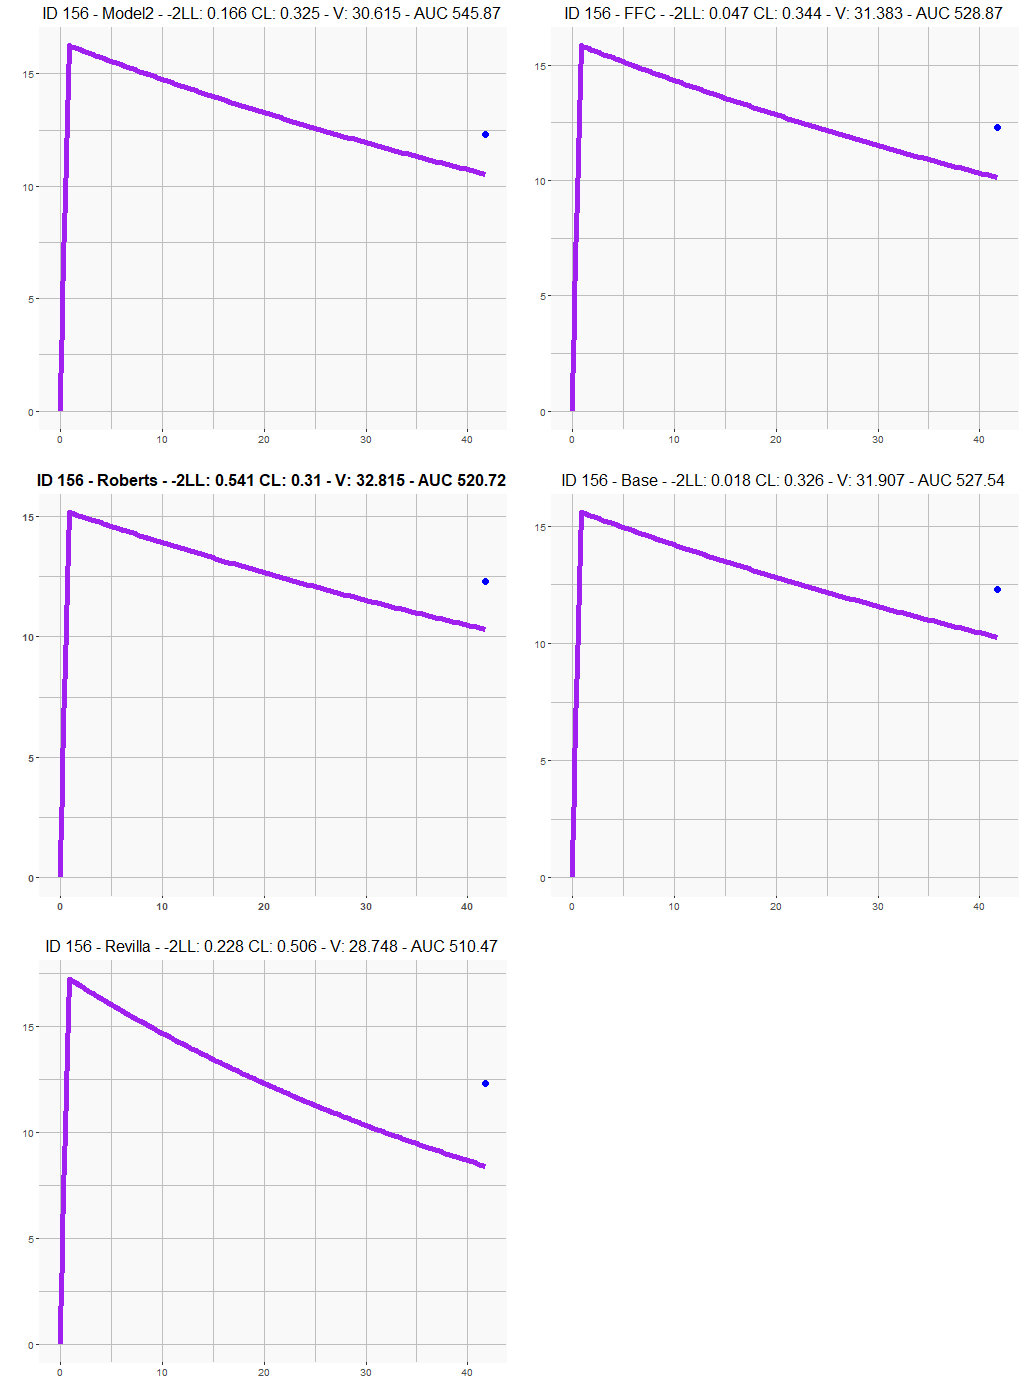 ID 156 - Model2 - -2LL: 0.166 CL: 0.325 - V: 30.615 - AUC 545.87
15
10
5
0
0 10 20 30 40
ID 156 - FFC - -2LL: 0.047 CL: 0.344 - V: 31.383 - AUC 528.87
15
10
5
0
0 10 20 30 40
ID 156 - Roberts - -2LL: 0.541 CL: 0.31 - V: 32.815 - AUC 520.72
15
10
5
0
0 10 20 30 40
ID 156 - Base - -2LL: 0.018 CL: 0.326 - V: 31.907 - AUC 527.54
15
10
5
0
0 10 20 30 40
ID 156 - Revilla - -2LL: 0.228 CL: 0.506 - V: 28.748 - AUC 510.47
15
10
5
0
0 10 20 30 40